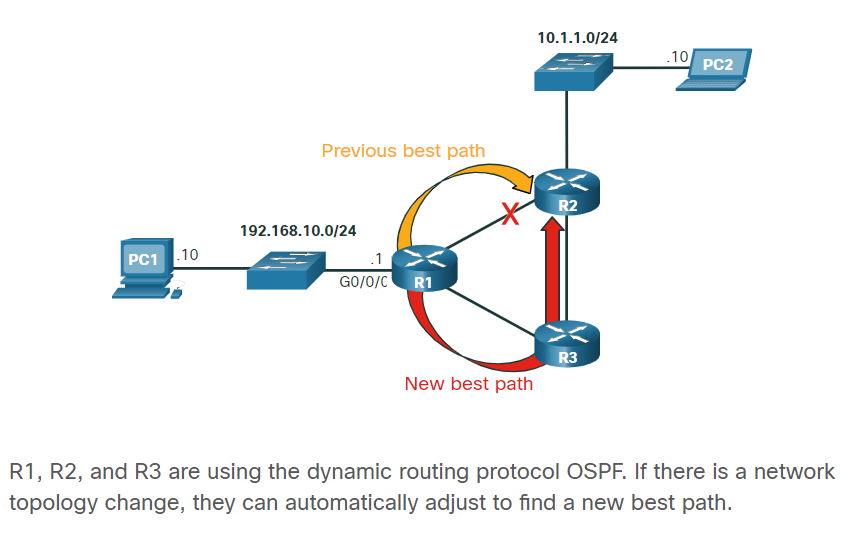 10.1.1.0/24
.10
PC2
Previous best path
R2
X
192.168.10.0/24
PC1
.10
.1
G0/0/0
R1
R3
New best path
R1, R2, and R3 are using the dynamic routing protocol OSPF. If there is a network
topology change, they can automatically adjust to find a new best path.